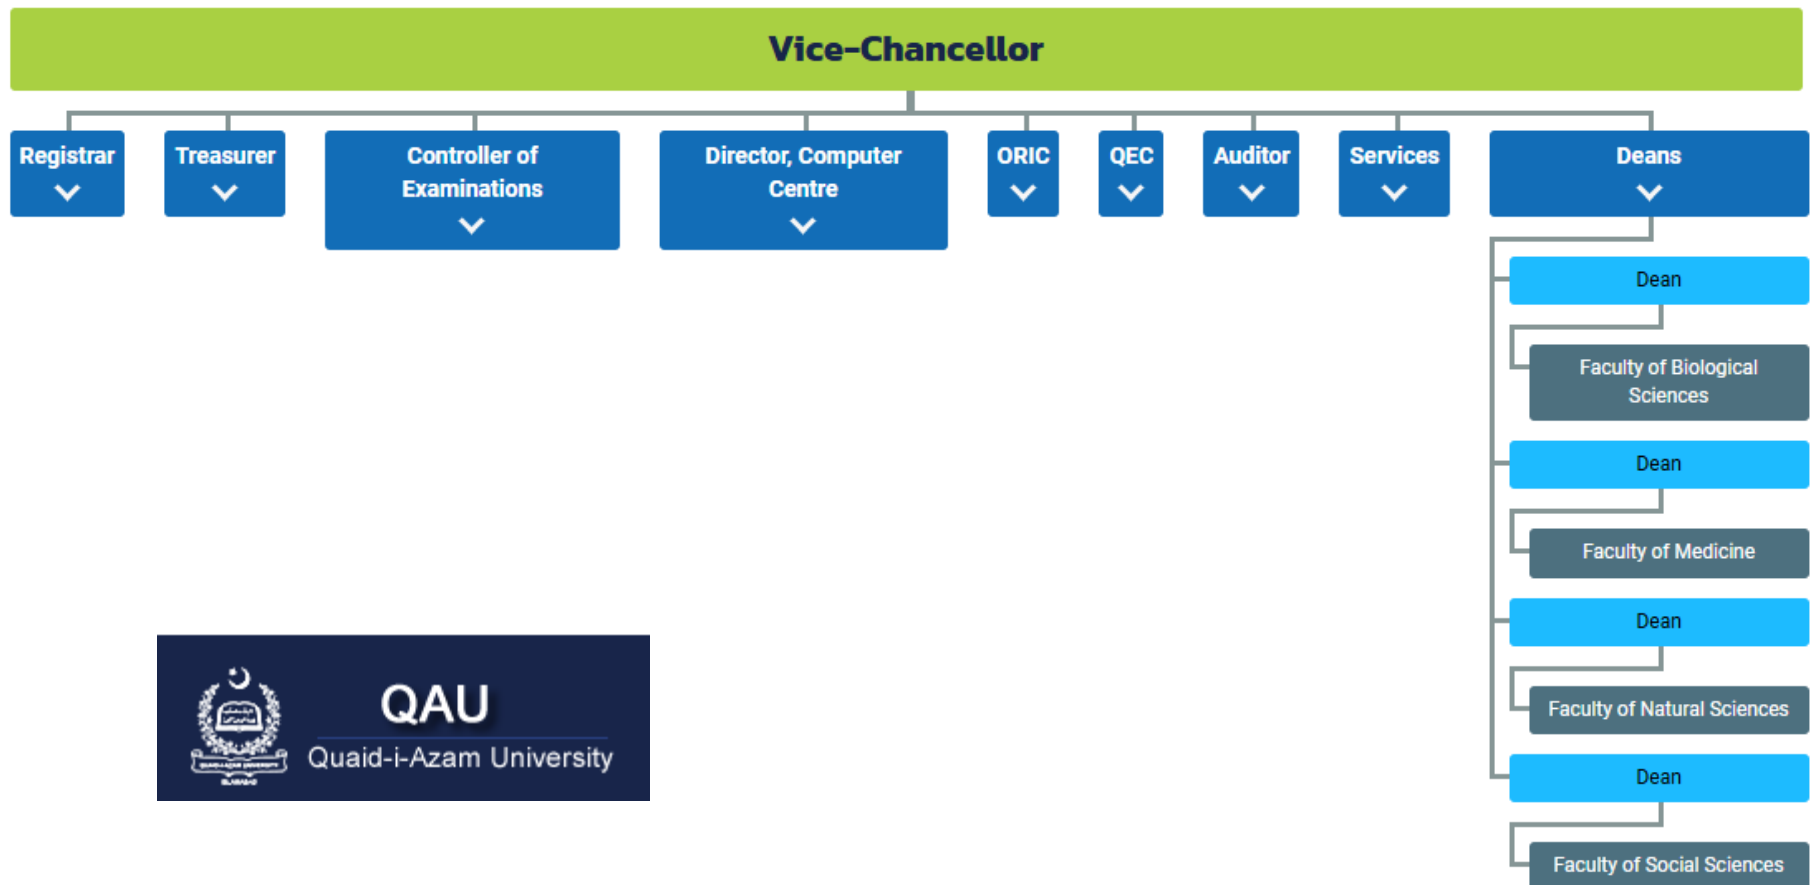 Vice-Chancellor
Registrar
Treasurer
Controller of
Examinations
Director, Computer
Centre
ORIC
QEC
Auditor
Services
Deans
Dean
Faculty of Biological
Sciences
Dean
Faculty of Medicine
Dean
Faculty of Natural Sciences
Dean
Faculty of Social Sciences
QAU
Quaid-i-Azam University